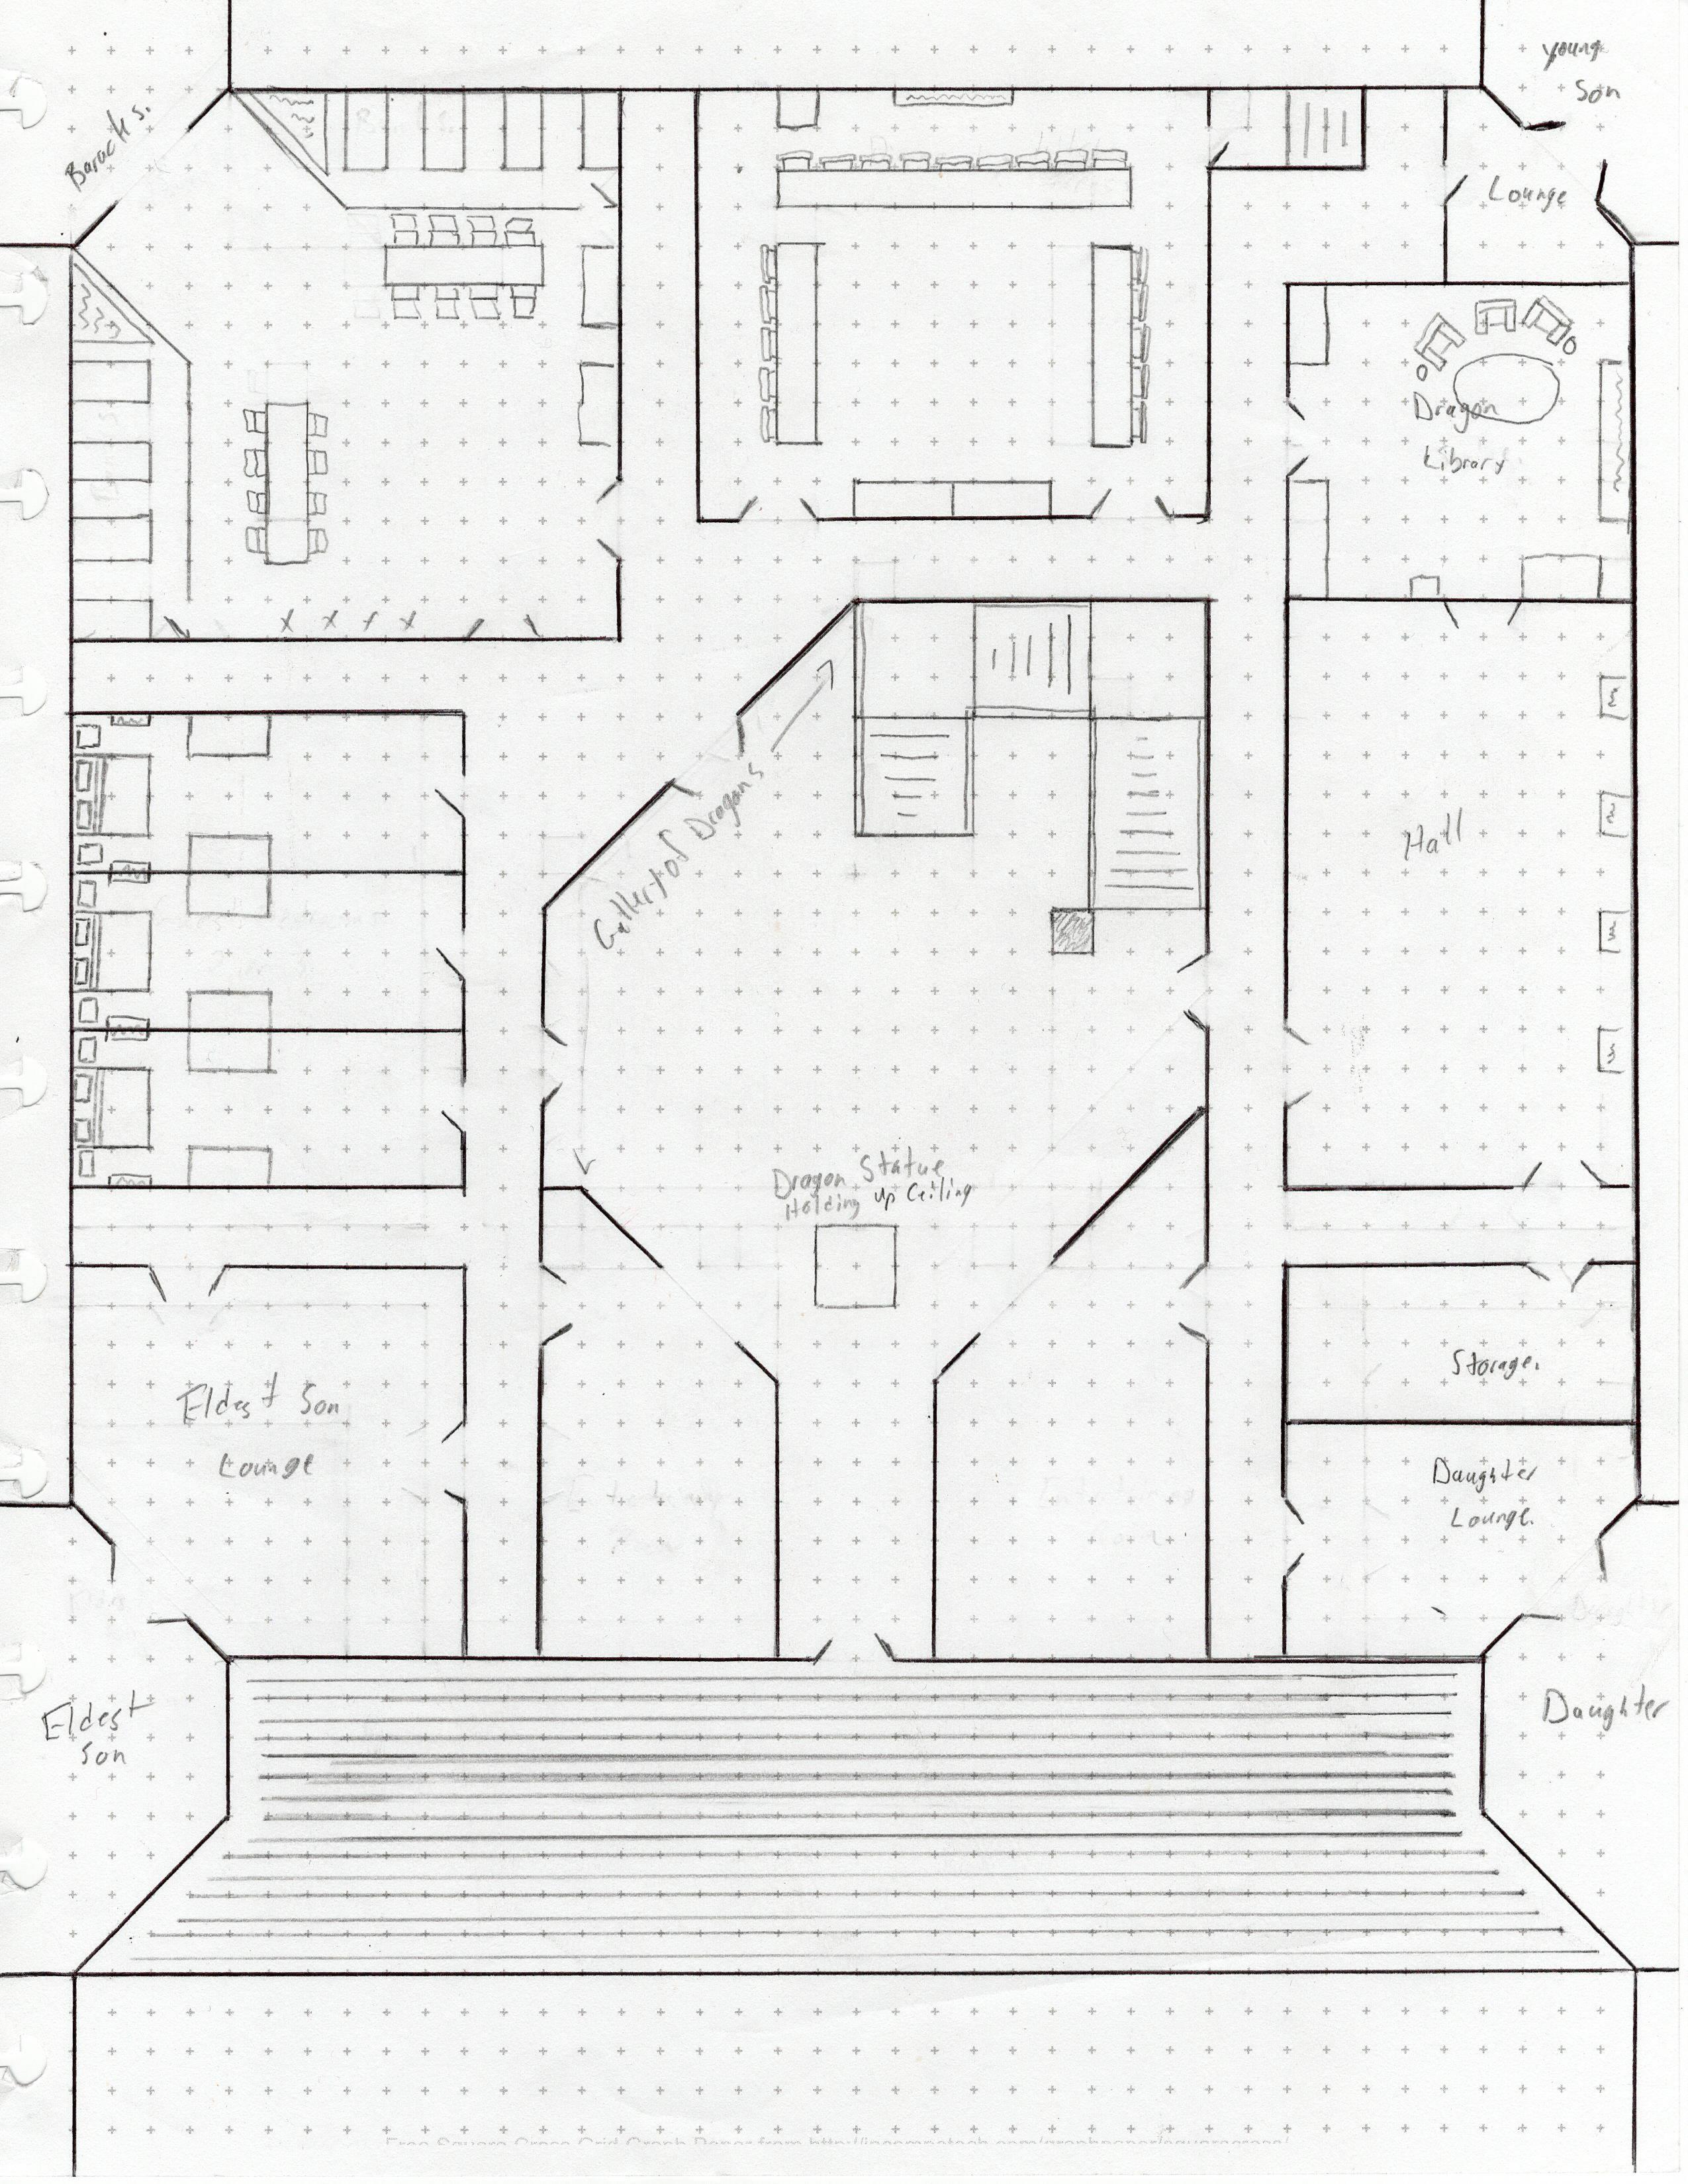 young
Son
Baracks.
Lounge
Dragon
Library
Gallery of Dragons
Hall
Dragon Statue
Holding up Ceiling
Storage.
Eldest Son
Lounge
Daughter
Lounge.
Eldest
Son
Daughter
Free Square Cross Grid Graph Paper from http://incompetech.com/graphpaper/squarecross/